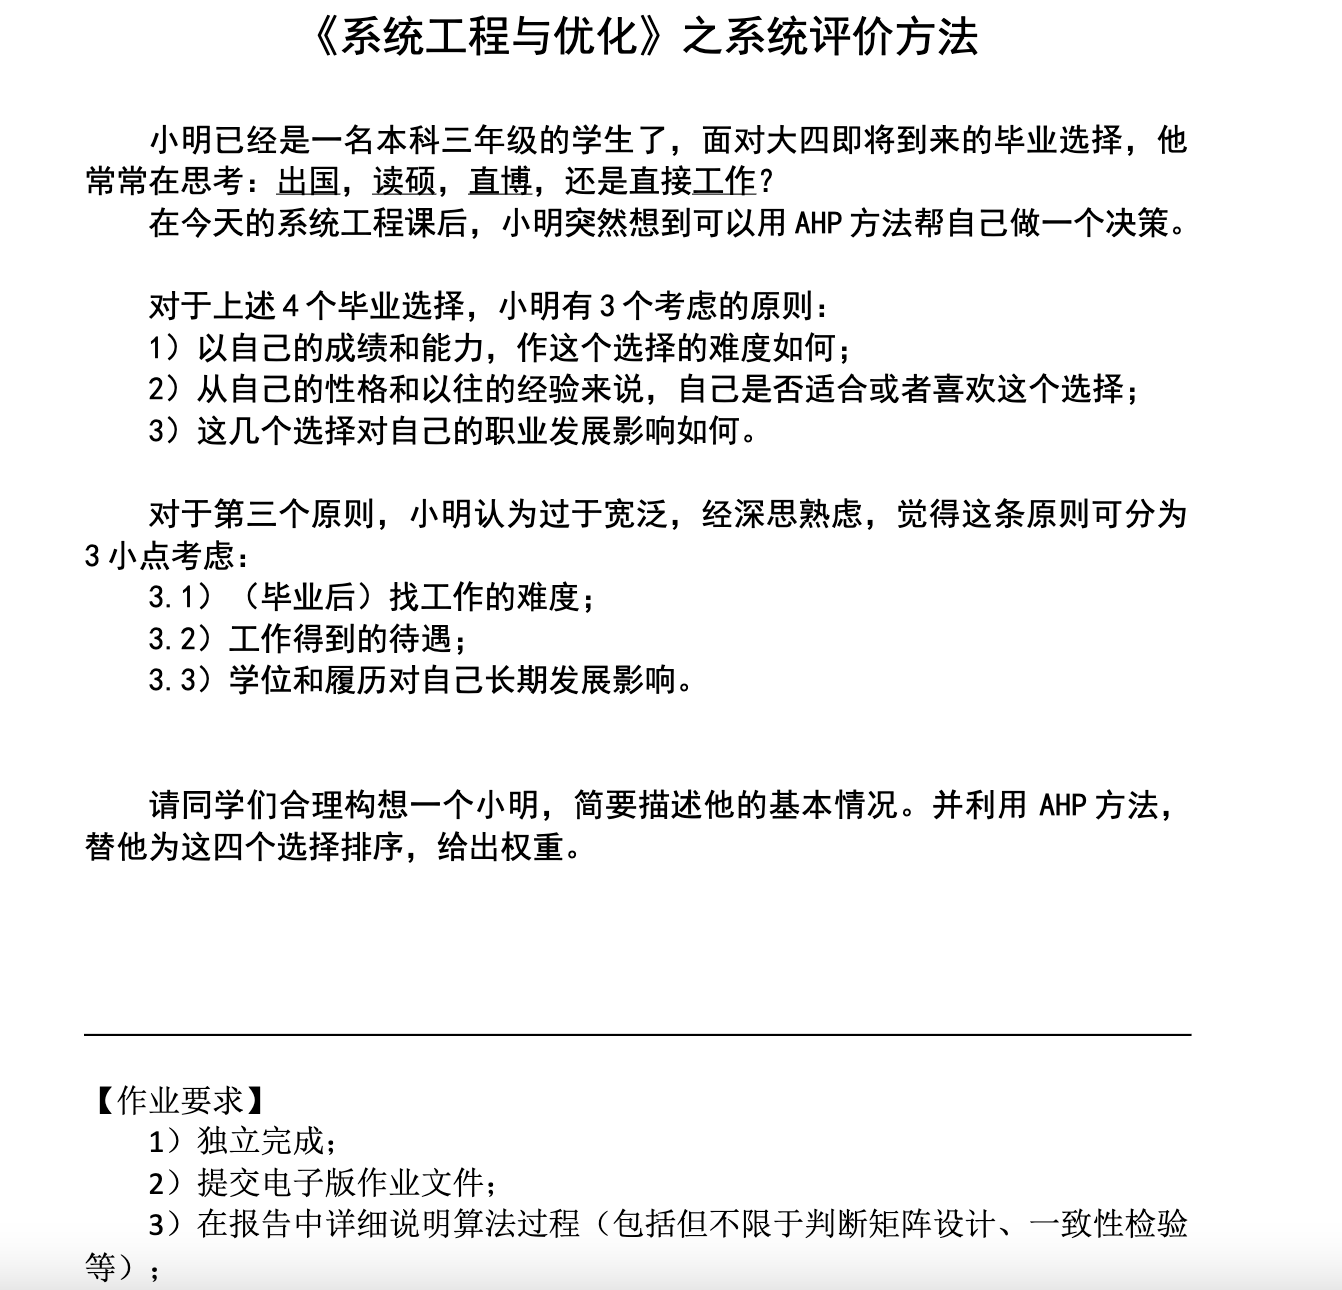 《系统工程与优化》之系统评价方法
小明已经是一名本科三年级的学生了，面对大四即将到来的毕业选择，他
常常在思考：出国，读硕，直博，还是直接工作？
在今天的系统工程课后，小明突然想到可以用 AHP 方法帮自己做一个决策。
对于上述 4 个毕业选择，小明有 3 个考虑的原则：
1）以自己的成绩和能力，作这个选择的难度如何；
2）从自己的性格和以往的经验来说，自己是否适合或者喜欢这个选择；
3）这几个选择对自己的职业发展影响如何。
对于第三个原则，小明认为过于宽泛，经深思熟虑，觉得这条原则可分为
3 小点考虑：
3.1）（毕业后）找工作的难度；
3.2）工作得到的待遇；
3.3）学位和履历对自己长期发展影响。
请同学们合理构想一个小明，简要描述他的基本情况。并利用 AHP 方法，
替他为这四个选择排序，给出权重。
【作业要求】
1）独立完成；
2）提交电子版作业文件；
3）在报告中详细说明算法过程（包括但不限于判断矩阵设计、一致性检验
等）；